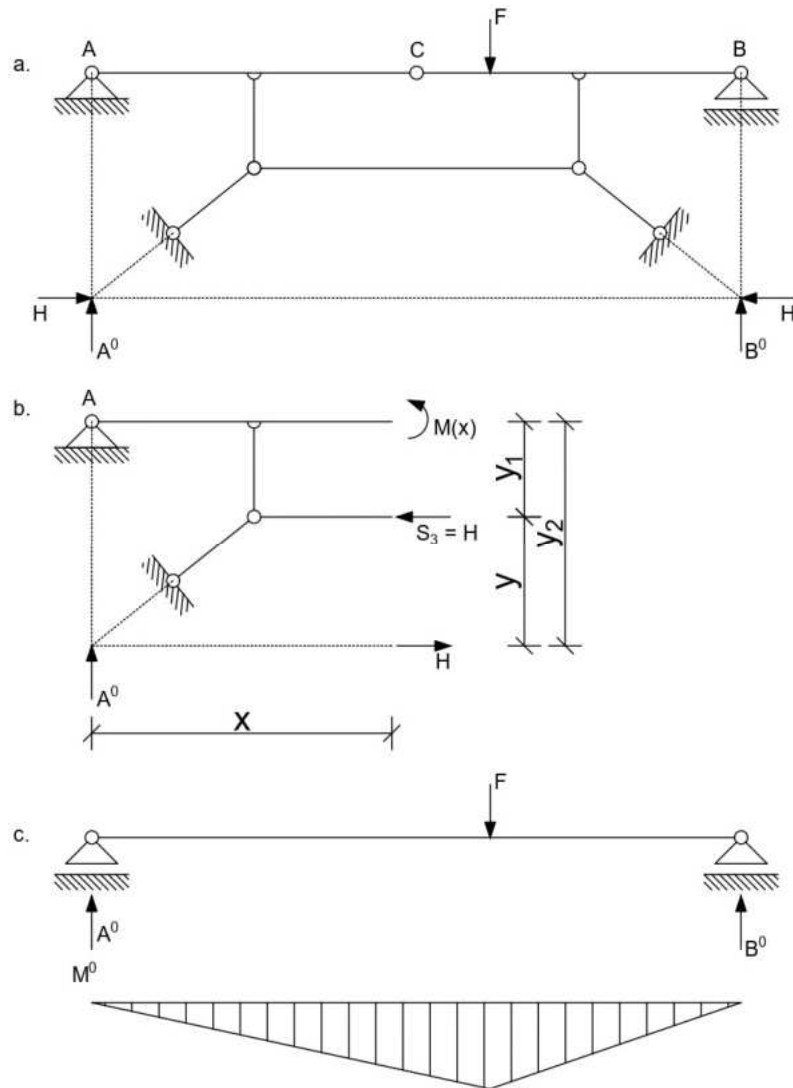 a.
A
C
F
B
H
A⁰
B⁰
H
b.
A
M(x)
S₃ = H
y₁
y
y₂
H
A⁰
x
c.
F
A⁰
B⁰
M⁰